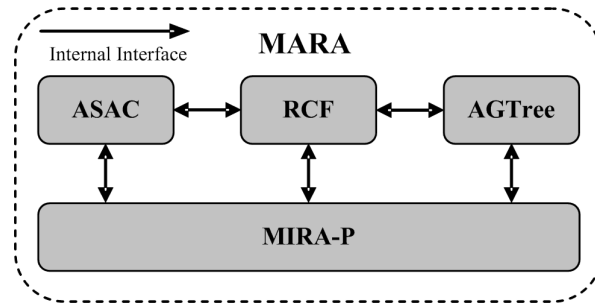 MARA
Internal Interface
ASAC
RCF
AGTree
MIRA-P